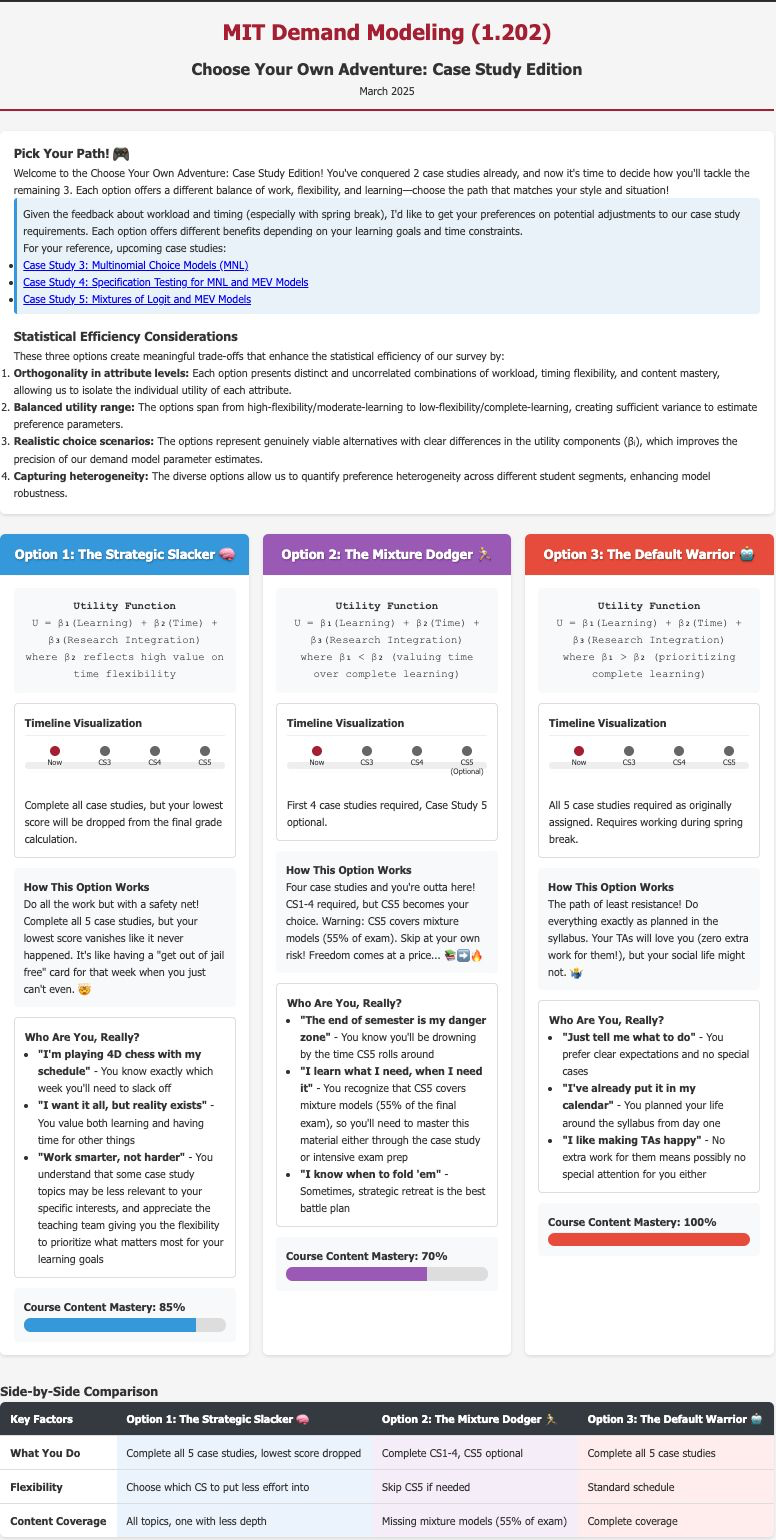 MIT Demand Modeling (1.202)
Choose Your Own Adventure: Case Study Edition
March 2025
Pick Your Path! 🎮
Welcome to the Choose Your Own Adventure: Case Study Edition! You've conquered 2 case studies already, and now it's time to decide how you'll tackle the
remaining 3. Each option offers a different balance of work, flexibility, and learning—choose the path that matches your style and situation!
Given the feedback about workload and timing (especially with spring break), I'd like to get your preferences on potential adjustments to our case study
requirements. Each option offers different benefits depending on your learning goals and time constraints.
For your reference, upcoming case studies:
• Case Study 3: Multinomial Choice Models (MNL)
• Case Study 4: Specification Testing for MNL and MEV Models
• Case Study 5: Mixtures of Logit and MEV Models
Statistical Efficiency Considerations
These three options create meaningful trade-offs that enhance the statistical efficiency of our survey by:
1. Orthogonality in attribute levels: Each option presents distinct and uncorrelated combinations of workload, timing flexibility, and content mastery,
allowing us to isolate the individual utility of each attribute.
2. Balanced utility range: The options span from high-flexibility/moderate-learning to low-flexibility/complete-learning, creating sufficient variance to estimate
preference parameters.
3. Realistic choice scenarios: The options represent genuinely viable alternatives with clear differences in the utility components (βᵢ), which improves the
precision of our demand model parameter estimates.
4. Capturing heterogeneity: The diverse options allow us to quantify preference heterogeneity across different student segments, enhancing model
robustness.
Option 1: The Strategic Slacker 🧠
Utility Function
U = β₁(Learning) + β₂(Time) +
β₃(Research Integration)
where β₂ reflects high value on
time flexibility
Timeline Visualization
Now CS3 CS4 CS5
Complete all case studies, but your lowest
score will be dropped from the final grade
calculation.
How This Option Works
Do all the work but with a safety net!
Complete all 5 case studies, but your
lowest score vanishes like it never
happened. It's like having a "get out of jail
free" card for that week when you just
can't even. 🤯
Who Are You, Really?
• "I'm playing 4D chess with my
schedule" - You know exactly which
week you'll need to slack off
• "I want it all, but reality exists" -
You value both learning and having
time for other things
• "Work smarter, not harder" - You
understand that some case study
topics may be less relevant to your
specific interests, and appreciate the
teaching team giving you the flexibility
to prioritize what matters most for your
learning goals
Course Content Mastery: 85%
Option 2: The Mixture Dodger 🏃
Utility Function
U = β₁(Learning) + β₂(Time) +
β₃(Research Integration)
where β₁ < β₂ (valuing time
over complete learning)
Timeline Visualization
Now CS3 CS4 CS5
(Optional)
First 4 case studies required, Case Study 5
optional.
How This Option Works
Four case studies and you're outta here!
CS1-4 required, but CS5 becomes your
choice. Warning: CS5 covers mixture
models (55% of exam). Skip at your own
risk! Freedom comes at a price... 📚➡️🔥
Who Are You, Really?
• "The end of semester is my danger
zone" - You know you'll be drowning
by the time CS5 rolls around
• "I learn what I need, when I need
it" - You recognize that CS5 covers
mixture models (55% of the final
exam), so you'll need to master this
material either through the case study
or intensive exam prep
• "I know when to fold 'em" -
Sometimes, strategic retreat is the best
battle plan
Course Content Mastery: 70%
Option 3: The Default Warrior 🤖
Utility Function
U = β₁(Learning) + β₂(Time) +
β₃(Research Integration)
where β₁ > β₂ (prioritizing
complete learning)
Timeline Visualization
Now CS3 CS4 CS5
All 5 case studies required as originally
assigned. Requires working during spring
break.
How This Option Works
The path of least resistance! Do
everything exactly as planned in the
syllabus. Your TAs will love you (zero extra
work for them!), but your social life might
not. 🤷
Who Are You, Really?
• "Just tell me what to do" - You
prefer clear expectations and no special
cases
• "I've already put it in my
calendar" - You planned your life
around the syllabus from day one
• "I like making TAs happy" - No
extra work for them means possibly no
special attention for you either
Course Content Mastery: 100%
Side-by-Side Comparison
Key Factors Option 1: The Strategic Slacker 🧠 Option 2: The Mixture Dodger 🏃 Option 3: The Default Warrior 🤖
What You Do Complete all 5 case studies, lowest score dropped Complete CS1-4, CS5 optional Complete all 5 case studies
Flexibility Choose which CS to put less effort into Skip CS5 if needed Standard schedule
Content Coverage All topics, one with less depth Missing mixture models (55% of exam) Complete coverage